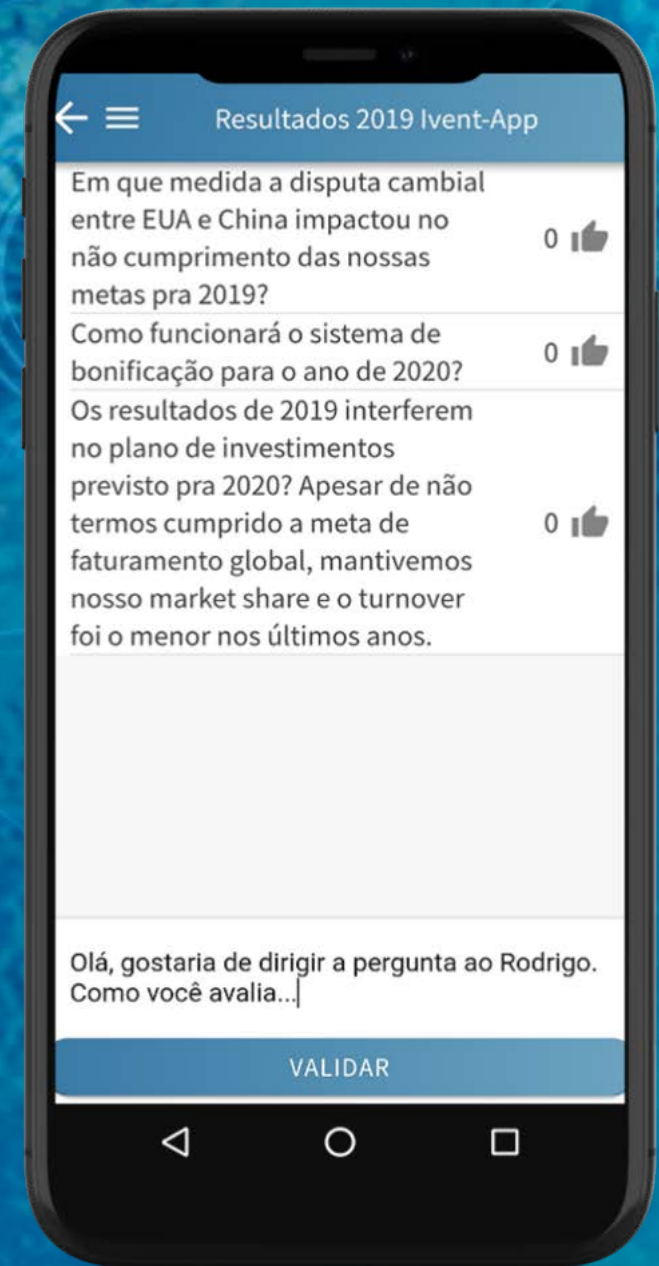 Resultados 2019 Ivent-App
Em que medida a disputa cambial
entre EUA e China impactou no
não cumprimento das nossas
metas pra 2019?
0
Como funcionará o sistema de
bonificação para o ano de 2020?
0
Os resultados de 2019 interferem
no plano de investimentos
previsto pra 2020? Apesar de não
termos cumprido a meta de
faturamento global, mantivemos
nosso market share e o turnover
foi o menor nos últimos anos.
0
Olá, gostaria de dirigir a pergunta ao Rodrigo.
Como você avalia...
VALIDAR